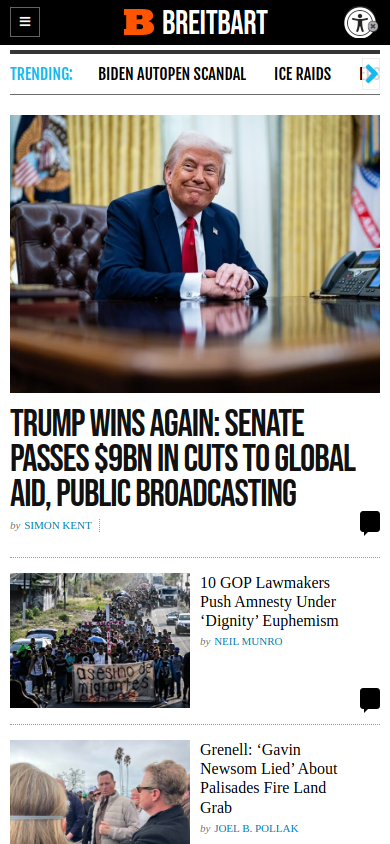 B BREITBART
TRENDING: BIDEN AUTOPEN SCANDAL ICE RAIDS
TRUMP WINS AGAIN: SENATE
PASSES $9BN IN CUTS TO GLOBAL
AID, PUBLIC BROADCASTING
by SIMON KENT
asesino de
migrantes
10 GOP Lawmakers
Push Amnesty Under
‘Dignity’ Euphemism
by NEIL MUNRO
Grenell: ‘Gavin
Newsom Lied’ About
Palisades Fire Land
Grab
by JOEL B. POLLAK